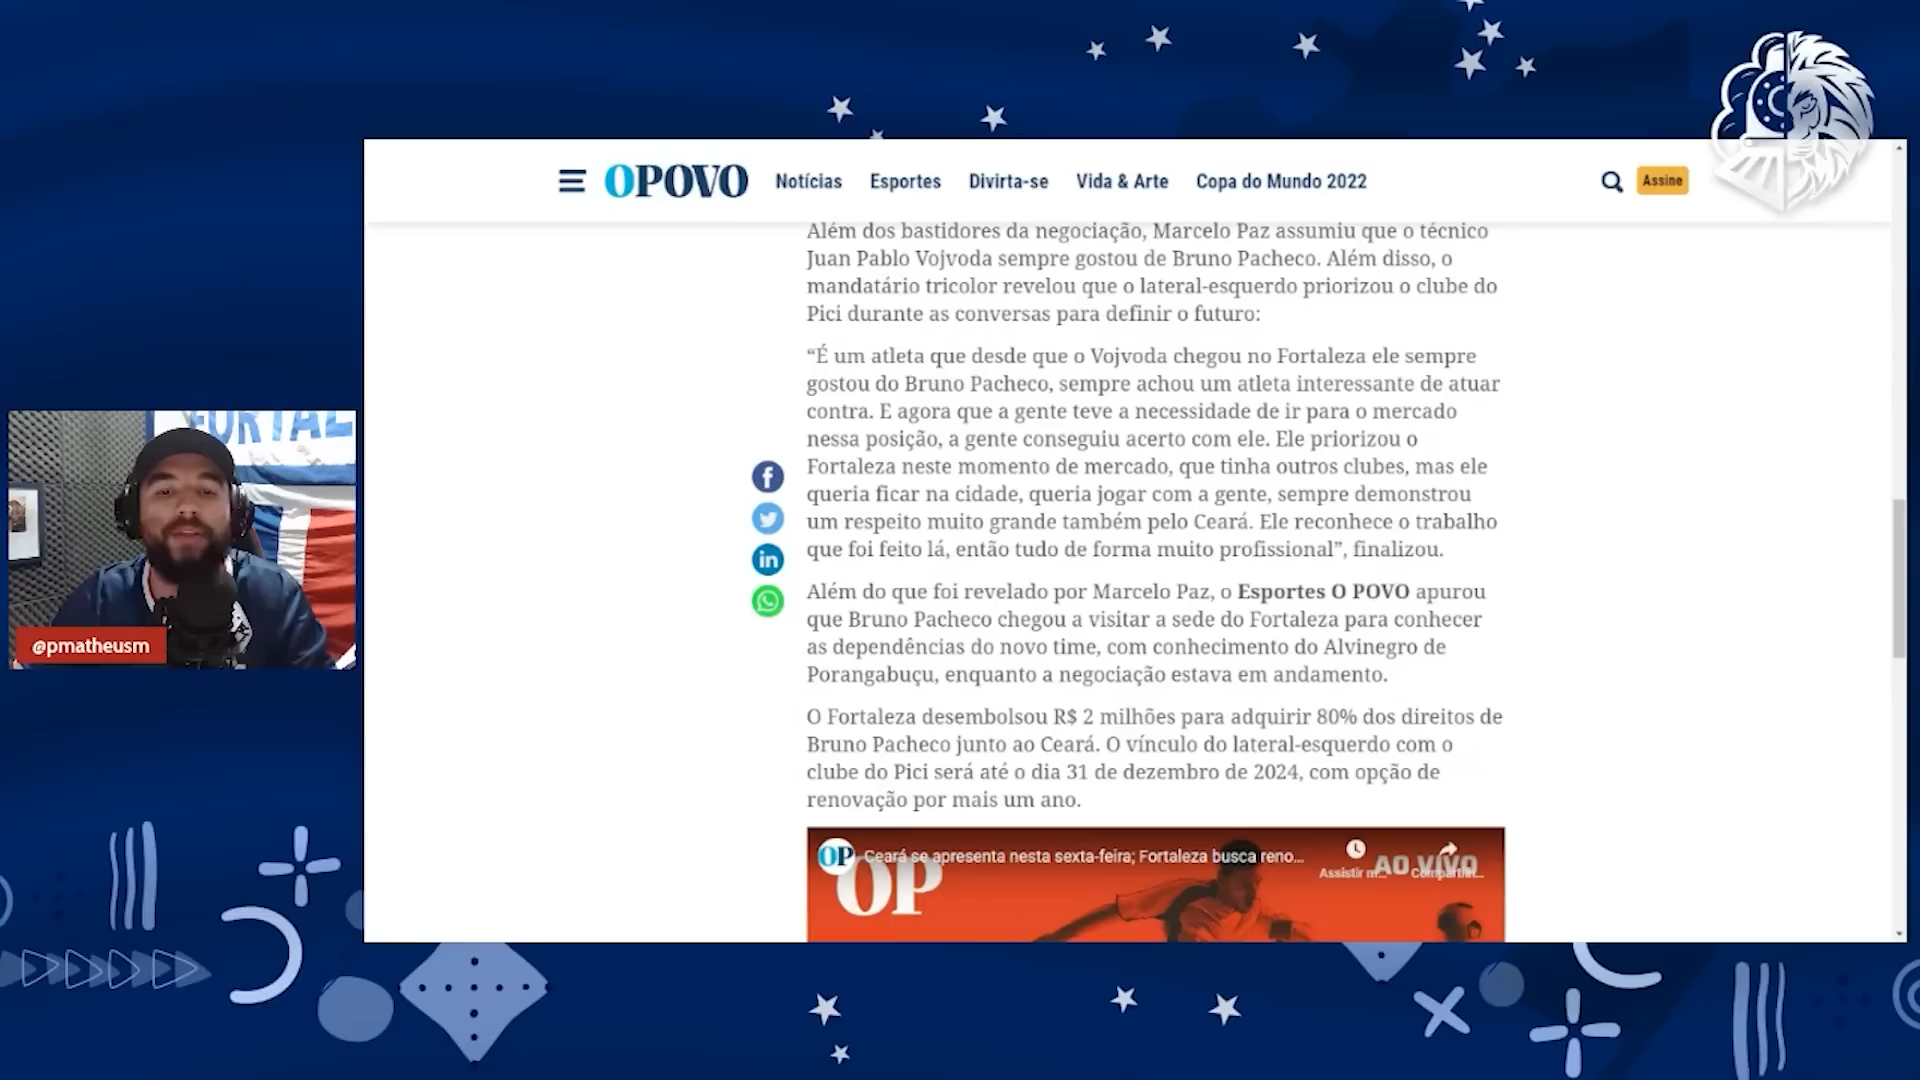 OPOVO Notícias Esportes Divirta-se Vida & Arte Copa do Mundo 2022 Assine
Além dos bastidores da negociação, Marcelo Paz assumiu que o técnico
Juan Pablo Vojvoda sempre gostou de Bruno Pacheco. Além disso, o
mandatário tricolor revelou que o lateral-esquerdo priorizou o clube do
Pici durante as conversas para definir o futuro:
“É um atleta que desde que o Vojvoda chegou no Fortaleza ele sempre
gostou do Bruno Pacheco, sempre achou um atleta interessante de atuar
contra. E agora que a gente teve a necessidade de ir para o mercado
nessa posição, a gente conseguiu acerto com ele. Ele priorizou o
Fortaleza neste momento de mercado, que tinha outros clubes, mas ele
queria ficar na cidade, queria jogar com a gente, sempre demonstrou
um respeito muito grande também pelo Ceará. Ele reconhece o trabalho
que foi feito lá, então tudo de forma muito profissional”, finalizou.
Além do que foi revelado por Marcelo Paz, o Esportes O POVO apurou
que Bruno Pacheco chegou a visitar a sede do Fortaleza para conhecer
as dependências do novo time, com conhecimento do Alvinegro de
Porangabuçu, enquanto a negociação estava em andamento.
O Fortaleza desembolsou R$ 2 milhões para adquirir 80% dos direitos de
Bruno Pacheco junto ao Ceará. O vínculo do lateral-esquerdo com o
clube do Pici será até o dia 31 de dezembro de 2024, com opção de
renovação por mais um ano.
OP Ceará se apresenta nesta sexta-feira; Fortaleza busca reno...
Assistir m...
Compartilh...
AO VIVO
OP
FORTAL
@pmatheusm